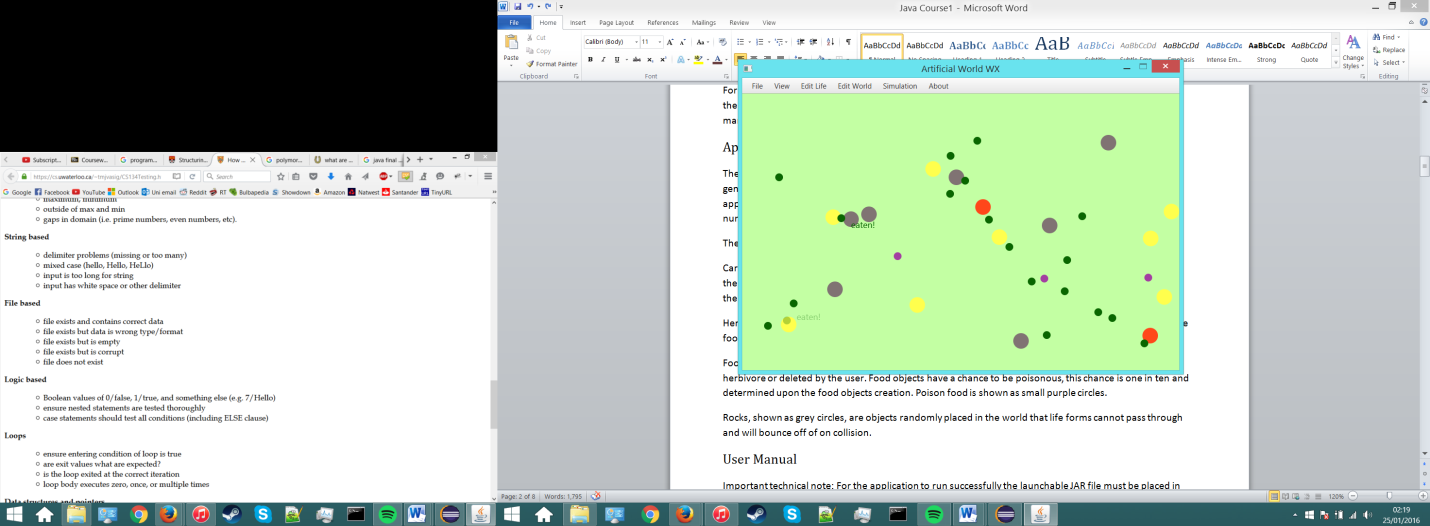 Java Course1 - Microsoft Word
File Home Insert Page Layout References Mailings Review View
Cut
Copy
Format Painter
Paste
Clipboard
Calibri (Body) 11
Font
AaBbCcDd AaBbCcDd AaBbCc AaBbCc AaB AaBbCci AaBbCcDd AaBbCcDd AaBbCcDd AaBbCcDd AaBbCcDd
Emphasis Intense Em... Strong Quote
Change Styles
Find
Replace
Select
Editing
Artificial World WX
File View Edit Life Edit World Simulation About
eaten!
eaten!
For
the
ma
Ap
The
gen
app
nur
The
Car
the
the
Her
foo
Foo
herbivore or deleted by the user. Food objects have a chance to be poisonous, this chance is one in ten and
determined upon the food objects creation. Poison food is shown as small purple circles.
Rocks, shown as grey circles, are objects randomly placed in the world that life forms cannot pass through
and will bounce off of on collision.
User Manual
Important technical note: For the application to run successfully the launchable JAR file must be placed in
Page: 2 of 8 Words: 1,795
120%
Subscript... Coursew... program... Structurin... How ... polymor... what are ... java final ...
Search
Google Facebook YouTube Outlook Uni email Reddit RT Bulbapedia Showdown Amazon Natwest Santander TinyURL
maximum, minimum
outside of max and min
gaps in domain (i.e. prime numbers, even numbers, etc).
String based
delimiter problems (missing or too many)
mixed case (hello, Hello, HeLlo)
input is too long for string
input has white space or other delimiter
File based
file exists and contains correct data
file exists but data is wrong type/format
file exists but is empty
file exists but is corrupt
file does not exist
Logic based
Boolean values of 0/false, 1/true, and something else (e.g. 7/Hello)
ensure nested statements are tested thoroughly
case statements should test all conditions (including ELSE clause)
Loops
ensure entering condition of loop is true
are exit values what are expected?
is the loop exited at the correct iteration
loop body executes zero, once, or multiple times
Data structures and pointers
02:19
25/01/2016